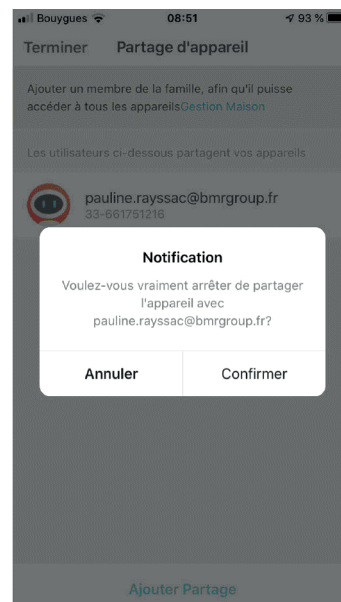 Bouygues 08:51 93 %
Terminer Partage d'appareil
Ajouter un membre de la famille, afin qu'il puisse
accéder à tous les appareilsGestion Maison
Les utilisateurs ci-dessous partagent vos appareils
pauline.rayssac@bmrgroup.fr
33-661751216
Notification
Voulez-vous vraiment arrêter de partager
l'appareil avec
pauline.rayssac@bmrgroup.fr?
Annuler Confirmer
Ajouter Partage